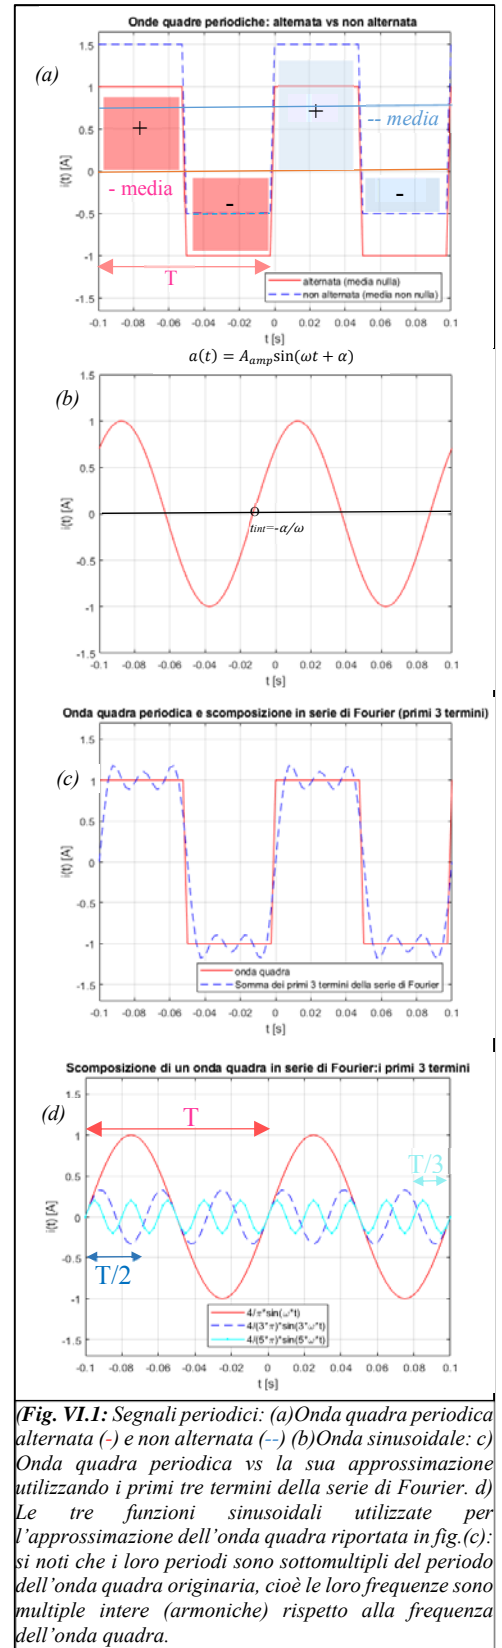 Onde quadre periodiche: alternata vs non alternata
(a)
1.5
1
0.5
0
-0.5
-1
-1.5
i(t) [A]
+
+
-- media
- media
-
-
T
alternata (media nulla)
non alternata (media non nulla)
-0.1 -0.08 -0.06 -0.04 -0.02 0 0.02 0.04 0.06 0.08 0.1
t [s]
a(t) = A_amp sin(ωt + α)
(b)
1.5
1
0.5
0
-0.5
-1
-1.5
i(t) [A]
tint=-α/ω
-0.1 -0.08 -0.06 -0.04 -0.02 0 0.02 0.04 0.06 0.08 0.1
t [s]
Onda quadra periodica e scomposizione in serie di Fourier (primi 3 termini)
(c)
1.5
1
0.5
0
-0.5
-1
-1.5
i(t) [A]
onda quadra
Somma dei primi 3 termini della serie di Fourier
-0.1 -0.08 -0.06 -0.04 -0.02 0 0.02 0.04 0.06 0.08 0.1
t [s]
Scomposizione di un onda quadra in serie di Fourier:i primi 3 termini
(d)
1.5
1
0.5
0
-0.5
-1
-1.5
i(t) [A]
T
T/3
T/2
4/π*sin(ω*t)
4/(3*π)*sin(3*ω*t)
4/(5*π)*sin(5*ω*t)
-0.1 -0.08 -0.06 -0.04 -0.02 0 0.02 0.04 0.06 0.08 0.1
t [s]
(Fig. VI.1: Segnali periodici: (a)Onda quadra periodica
alternata (-) e non alternata (--) (b)Onda sinusoidale: c)
Onda quadra periodica vs la sua approssimazione
utilizzando i primi tre termini della serie di Fourier. d)
Le tre funzioni sinusoidali utilizzate per
l'approssimazione dell'onda quadra riportata in fig.(c):
si noti che i loro periodi sono sottomultipli del periodo
dell'onda quadra originaria, cioè le loro frequenze sono
multiple intere (armoniche) rispetto alla frequenza
dell'onda quadra.